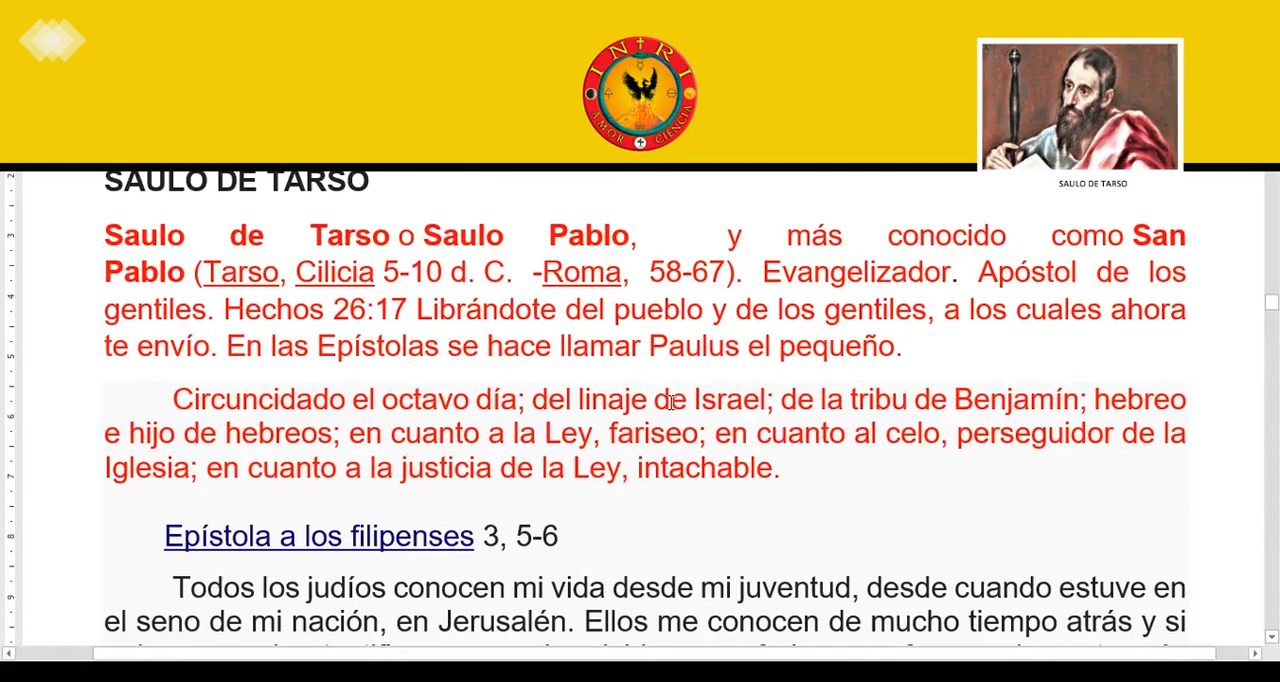 INRI
AMOR CIENCIA
SAULO DE TARSO
SAULO DE TARSO
Saulo de Tarso o Saulo Pablo, y más conocido como San
Pablo (Tarso, Cilicia 5-10 d. C. -Roma, 58-67). Evangelizador. Apóstol de los
gentiles. Hechos 26:17 Librándote del pueblo y de los gentiles, a los cuales ahora
te envío. En las Epístolas se hace llamar Paulus el pequeño.
Circuncidado el octavo día; del linaje de Israel; de la tribu de Benjamín; hebreo
e hijo de hebreos; en cuanto a la Ley, fariseo; en cuanto al celo, perseguidor de la
Iglesia; en cuanto a la justicia de la Ley, intachable.
Epístola a los filipenses 3, 5-6
Todos los judíos conocen mi vida desde mi juventud, desde cuando estuve en
el seno de mi nación, en Jerusalén. Ellos me conocen de mucho tiempo atrás y si